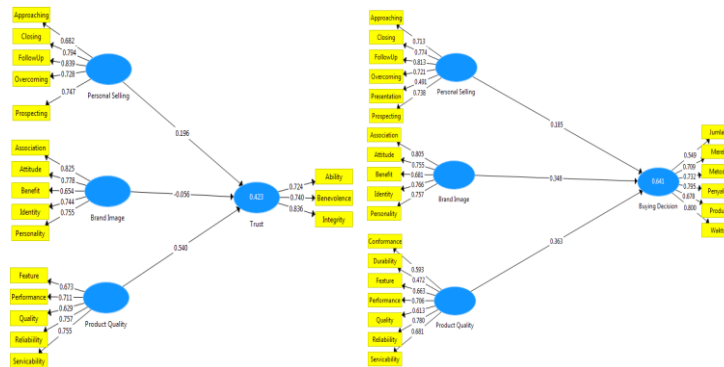 Approaching
Closing
FollowUp
Overcoming
Prospecting
0.682
0.794
0.839
0.728
0.747
Personal Selling
0.196
Association
Attitude
Benefit
Identity
Personality
0.825
0.778
0.654
0.744
0.755
Brand Image
-0.056
Feature
Performance
Quality
Reliability
Servicability
0.673
0.711
0.629
0.757
0.755
Product Quality
0.540
0.423
Trust
0.724
0.740
0.836
Ability
Benevolence
Integrity
Approaching
Closing
FollowUp
Overcoming
Presentation
Prospecting
0.713
0.774
0.813
0.721
0.491
0.738
Personal Selling
0.185
Association
Attitude
Benefit
Identity
Personality
0.805
0.755
0.681
0.766
0.757
Brand Image
0.348
Conformance
Durability
Feature
Performance
Quality
Reliability
Servicability
0.593
0.472
0.663
0.706
0.613
0.780
0.681
Product Quality
0.363
0.641
Buying Decision
0.549
0.709
0.732
0.795
0.678
0.800